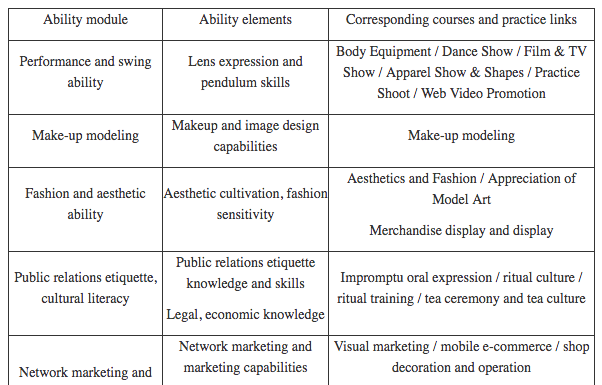 Ability module
Ability elements
Corresponding courses and practice links
Performance and swing
ability
Lens expression and
pendulum skills
Body Equipment / Dance Show / Film & TV
Show / Apparel Show & Shapes / Practice
Shoot / Web Video Promotion
Make-up modeling
Makeup and image design
capabilities
Make-up modeling
Fashion and aesthetic
ability
Aesthetic cultivation, fashion
sensitivity
Aesthetics and Fashion / Appreciation of
Model Art
Merchandise display and display
Public relations etiquette,
cultural literacy
Public relations etiquette
knowledge and skills
Legal, economic knowledge
Impromptu oral expression / ritual culture /
ritual training / tea ceremony and tea culture
Network marketing and
Network marketing and
marketing capabilities
Visual marketing / mobile e-commerce / shop
decoration and operation